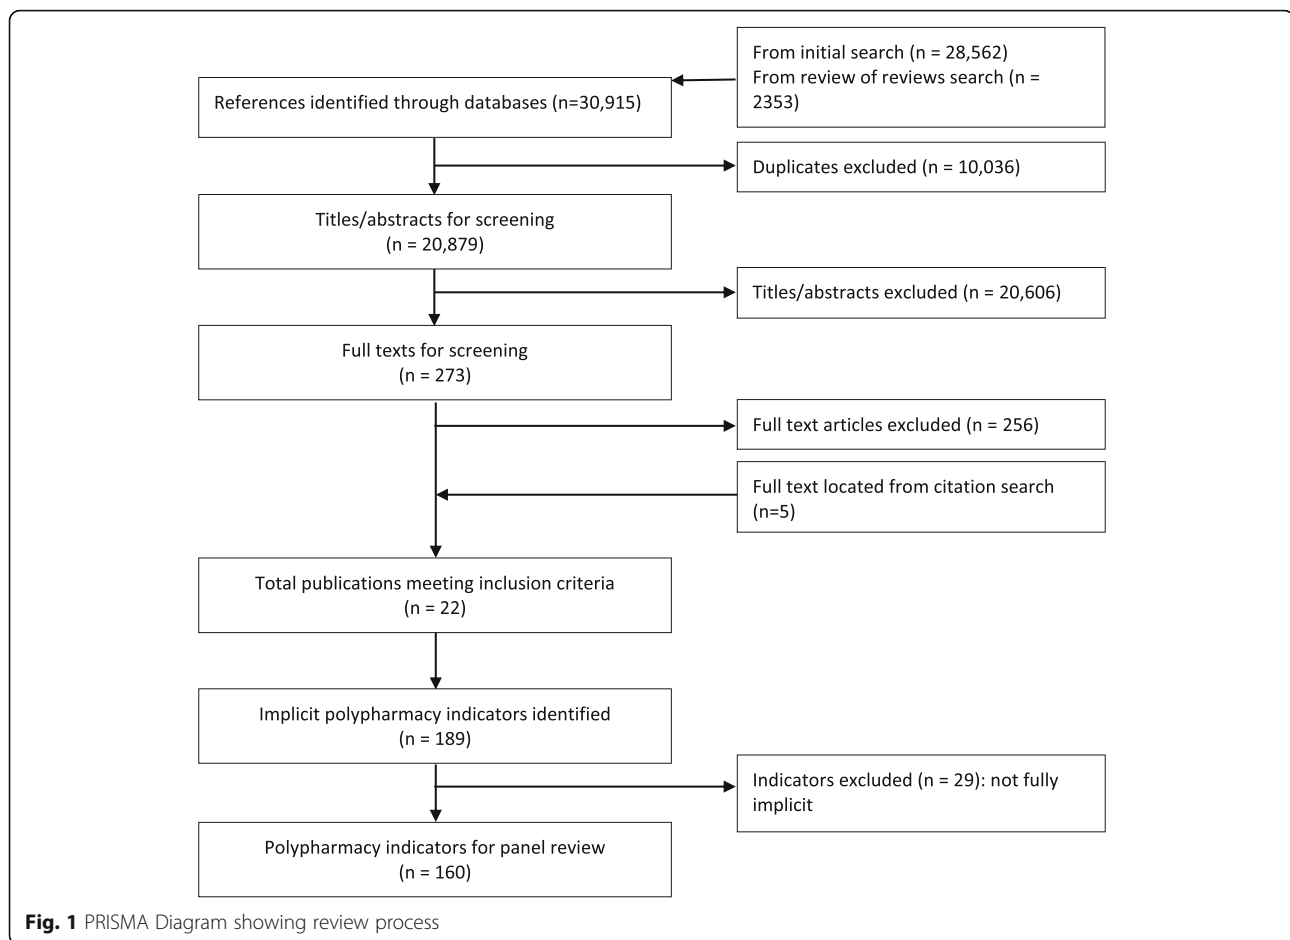 From initial search (n = 28,562)
From review of reviews search (n =
2353)
References identified through databases (n=30,915)
Duplicates excluded (n = 10,036)
Titles/abstracts for screening
(n = 20,879)
Titles/abstracts excluded (n = 20,606)
Full texts for screening
(n = 273)
Full text articles excluded (n = 256)
Full text located from citation search
(n=5)
Total publications meeting inclusion criteria
(n = 22)
Implicit polypharmacy indicators identified
(n = 189)
Indicators excluded (n = 29): not fully
implicit
Polypharmacy indicators for panel review
(n = 160)
Fig. 1 PRISMA Diagram showing review process